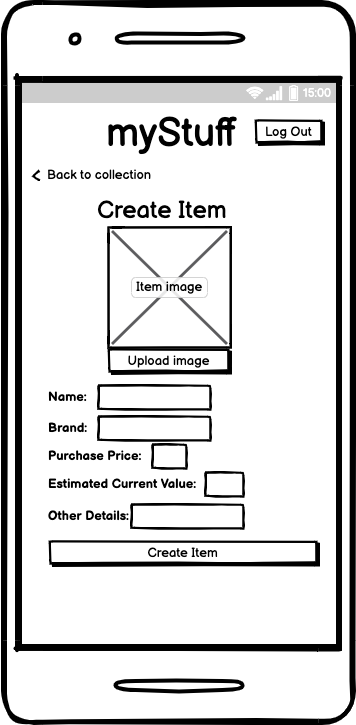 15:00
myStuff
Log Out
Back to collection
Create Item
Item image
Upload image
Name:
Brand:
Purchase Price:
Estimated Current Value:
Other Details:
Create Item